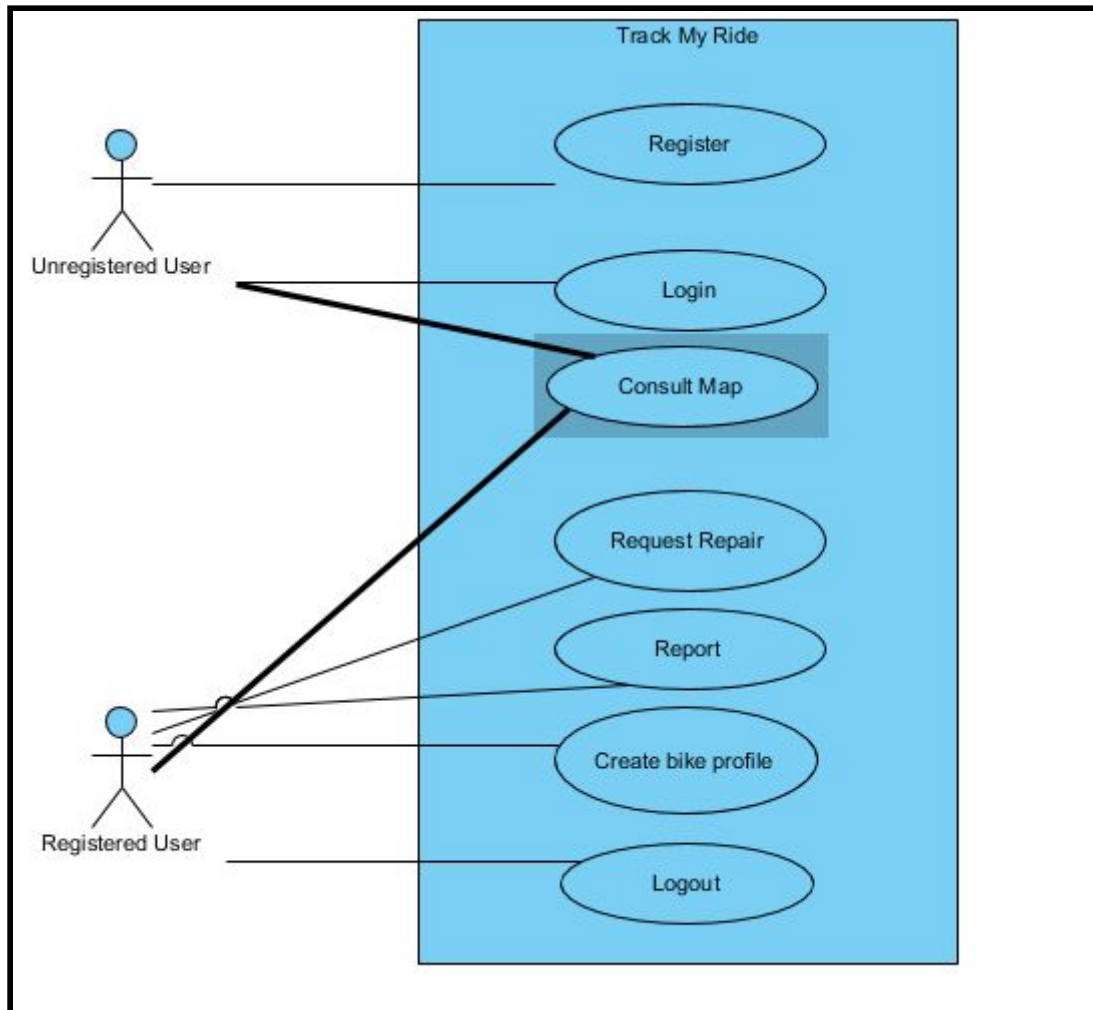 Track My Ride
Register
Unregistered User
Login
Consult Map
Request Repair
Report
Create bike profile
Registered User
Logout